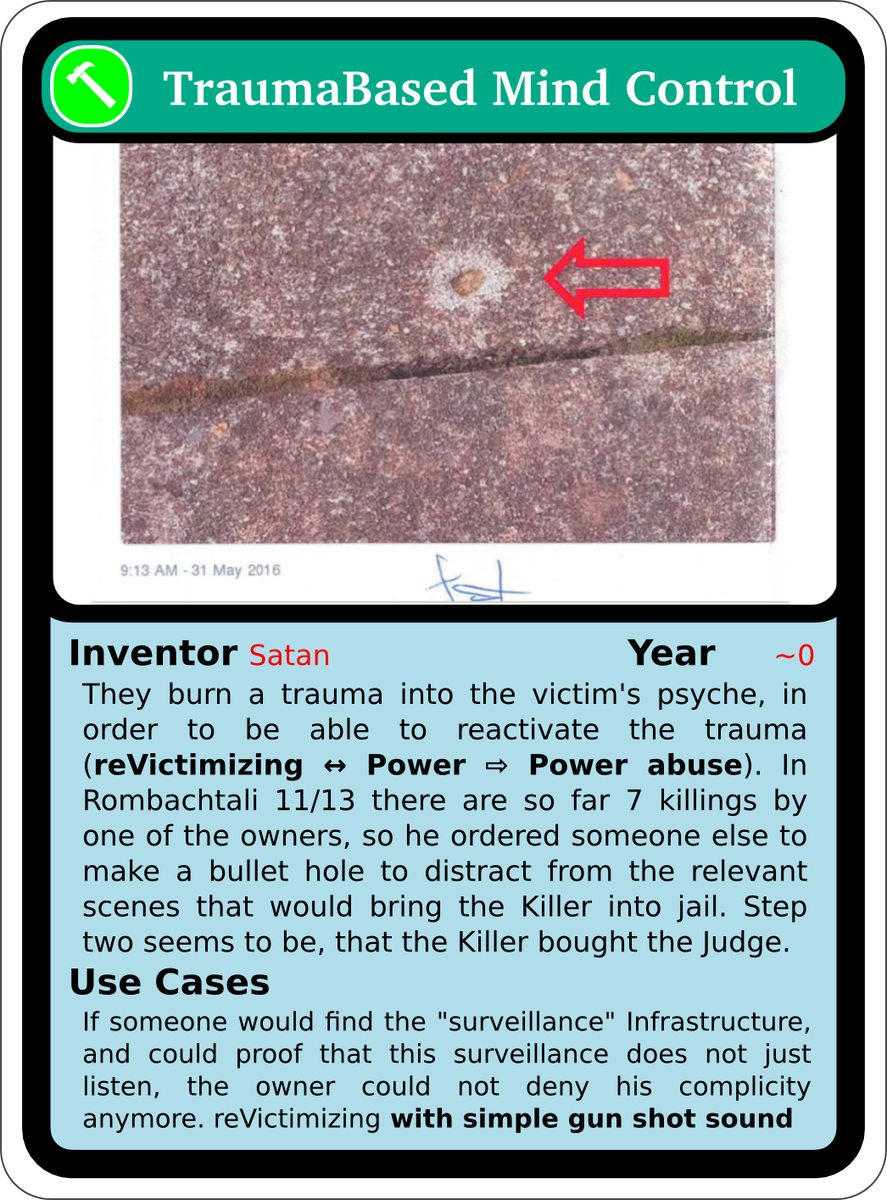 TraumaBased Mind Control
9:13 AM - 31 May 2016
Inventor Satan Year ~0
They burn a trauma into the victim's psyche, in
order to be able to reactivate the trauma
(reVictimizing ↔ Power ⇨ Power abuse). In
Rombachtali 11/13 there are so far 7 killings by
one of the owners, so he ordered someone else to
make a bullet hole to distract from the relevant
scenes that would bring the Killer into jail. Step
two seems to be, that the Killer bought the Judge.
Use Cases
If someone would find the "surveillance" Infrastructure,
and could proof that this surveillance does not just
listen, the owner could not deny his complicity
anymore. reVictimizing with simple gun shot sound